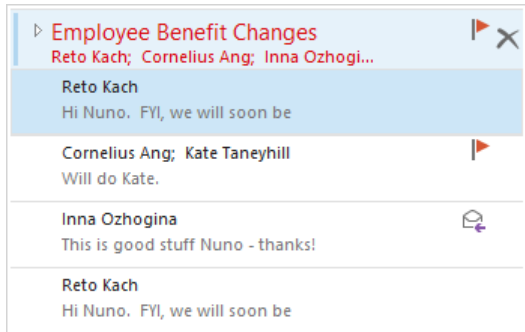 Employee Benefit Changes
Reto Kach; Cornelius Ang; Inna Ozhogi...
Reto Kach
Hi Nuno. FYI, we will soon be
Cornelius Ang; Kate Taneyhill
Will do Kate.
Inna Ozhogina
This is good stuff Nuno - thanks!
Reto Kach
Hi Nuno. FYI, we will soon be